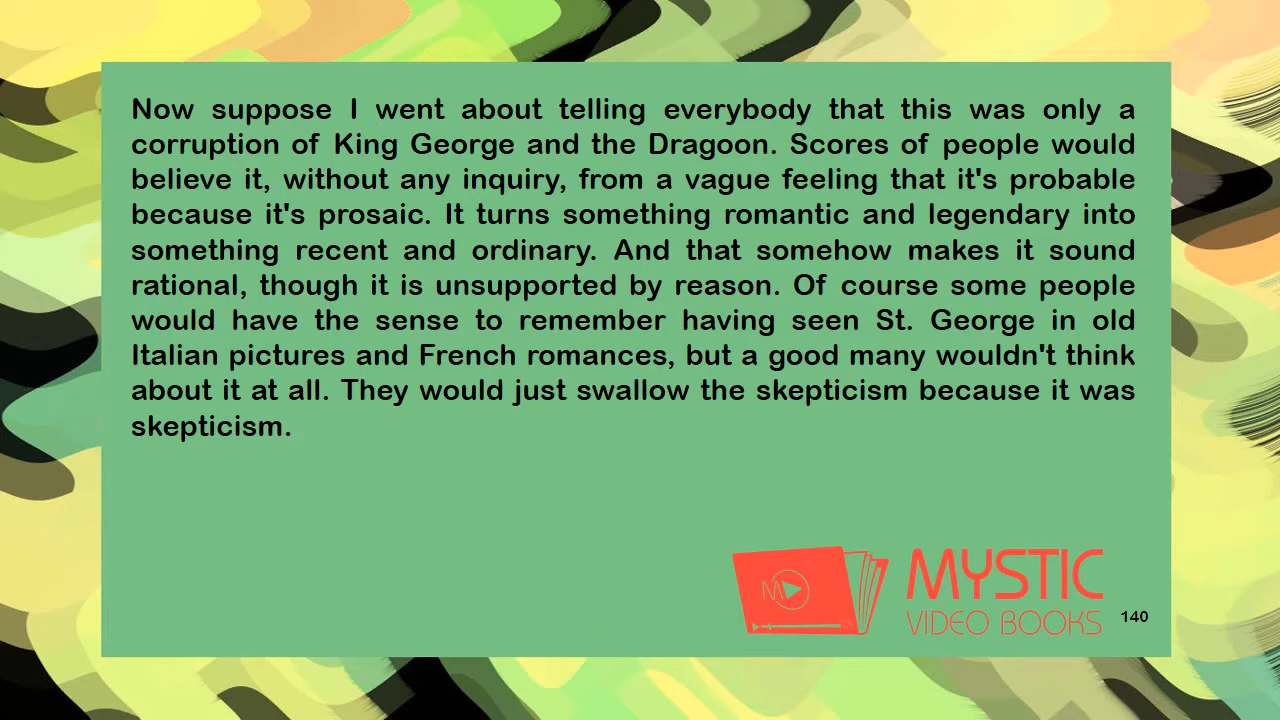 Now suppose I went about telling everybody that this was only a
corruption of King George and the Dragoon. Scores of people would
believe it, without any inquiry, from a vague feeling that it's probable
because it's prosaic. It turns something romantic and legendary into
something recent and ordinary. And that somehow makes it sound
rational, though it is unsupported by reason. Of course some people
would have the sense to remember having seen St. George in old
Italian pictures and French romances, but a good many wouldn't think
about it at all. They would just swallow the skepticism because it was
skepticism.
M
MYSTIC
VIDEO BOOKS
140